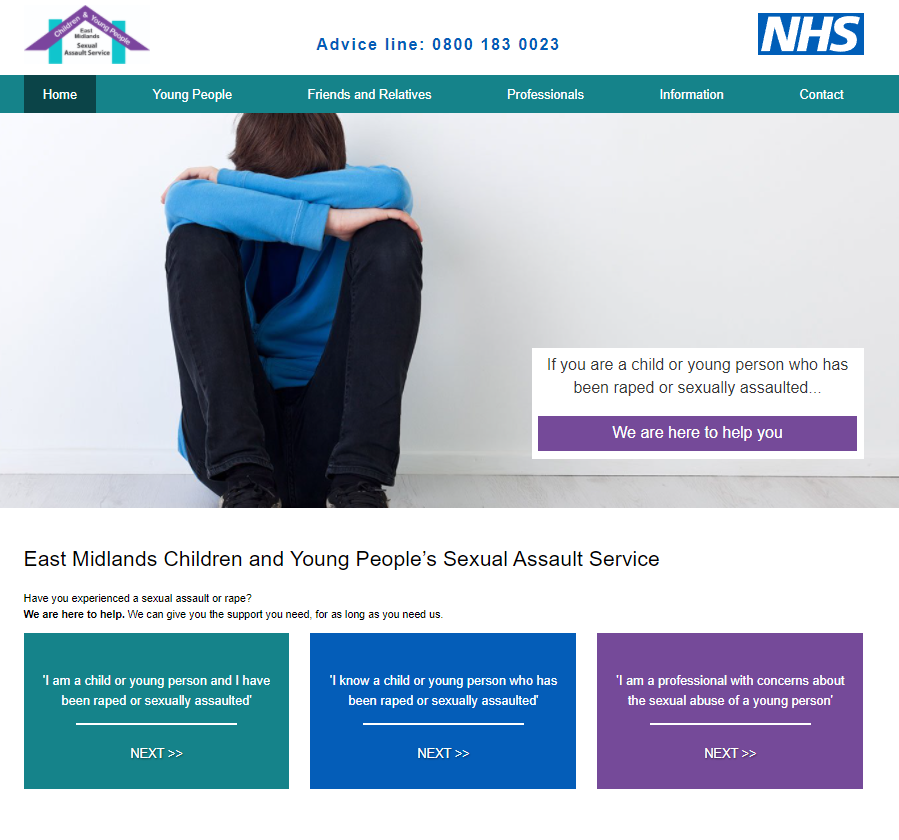 Children & Young People
East
Midlands
Sexual
Assault Service
Advice line: 0800 183 0023
NHS
Home Young People Friends and Relatives Professionals Information Contact
If you are a child or young person who has
been raped or sexually assaulted...
We are here to help you
East Midlands Children and Young People’s Sexual Assault Service
Have you experienced a sexual assault or rape?
We are here to help. We can give you the support you need, for as long as you need us.
'I am a child or young person and I have
been raped or sexually assaulted'
NEXT >>
'I know a child or young person who has
been raped or sexually assaulted'
NEXT >>
'I am a professional with concerns about
the sexual abuse of a young person'
NEXT >>